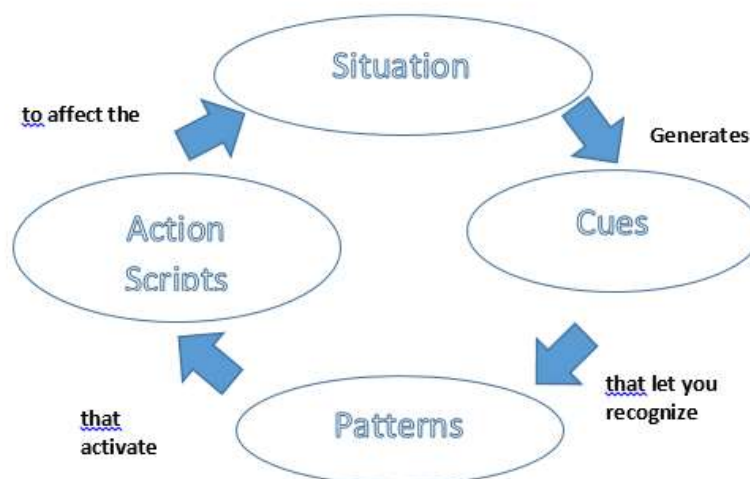 Situation
to affect the
Generates
Action
Scripts
Cues
that let you
recognize
that
activate
Patterns